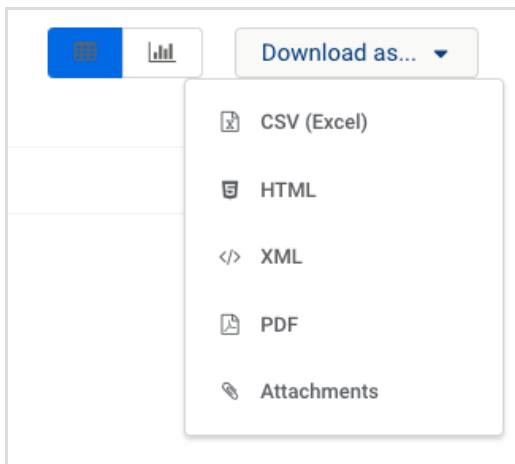 Download as...
CSV (Excel)
HTML
XML
PDF
Attachments